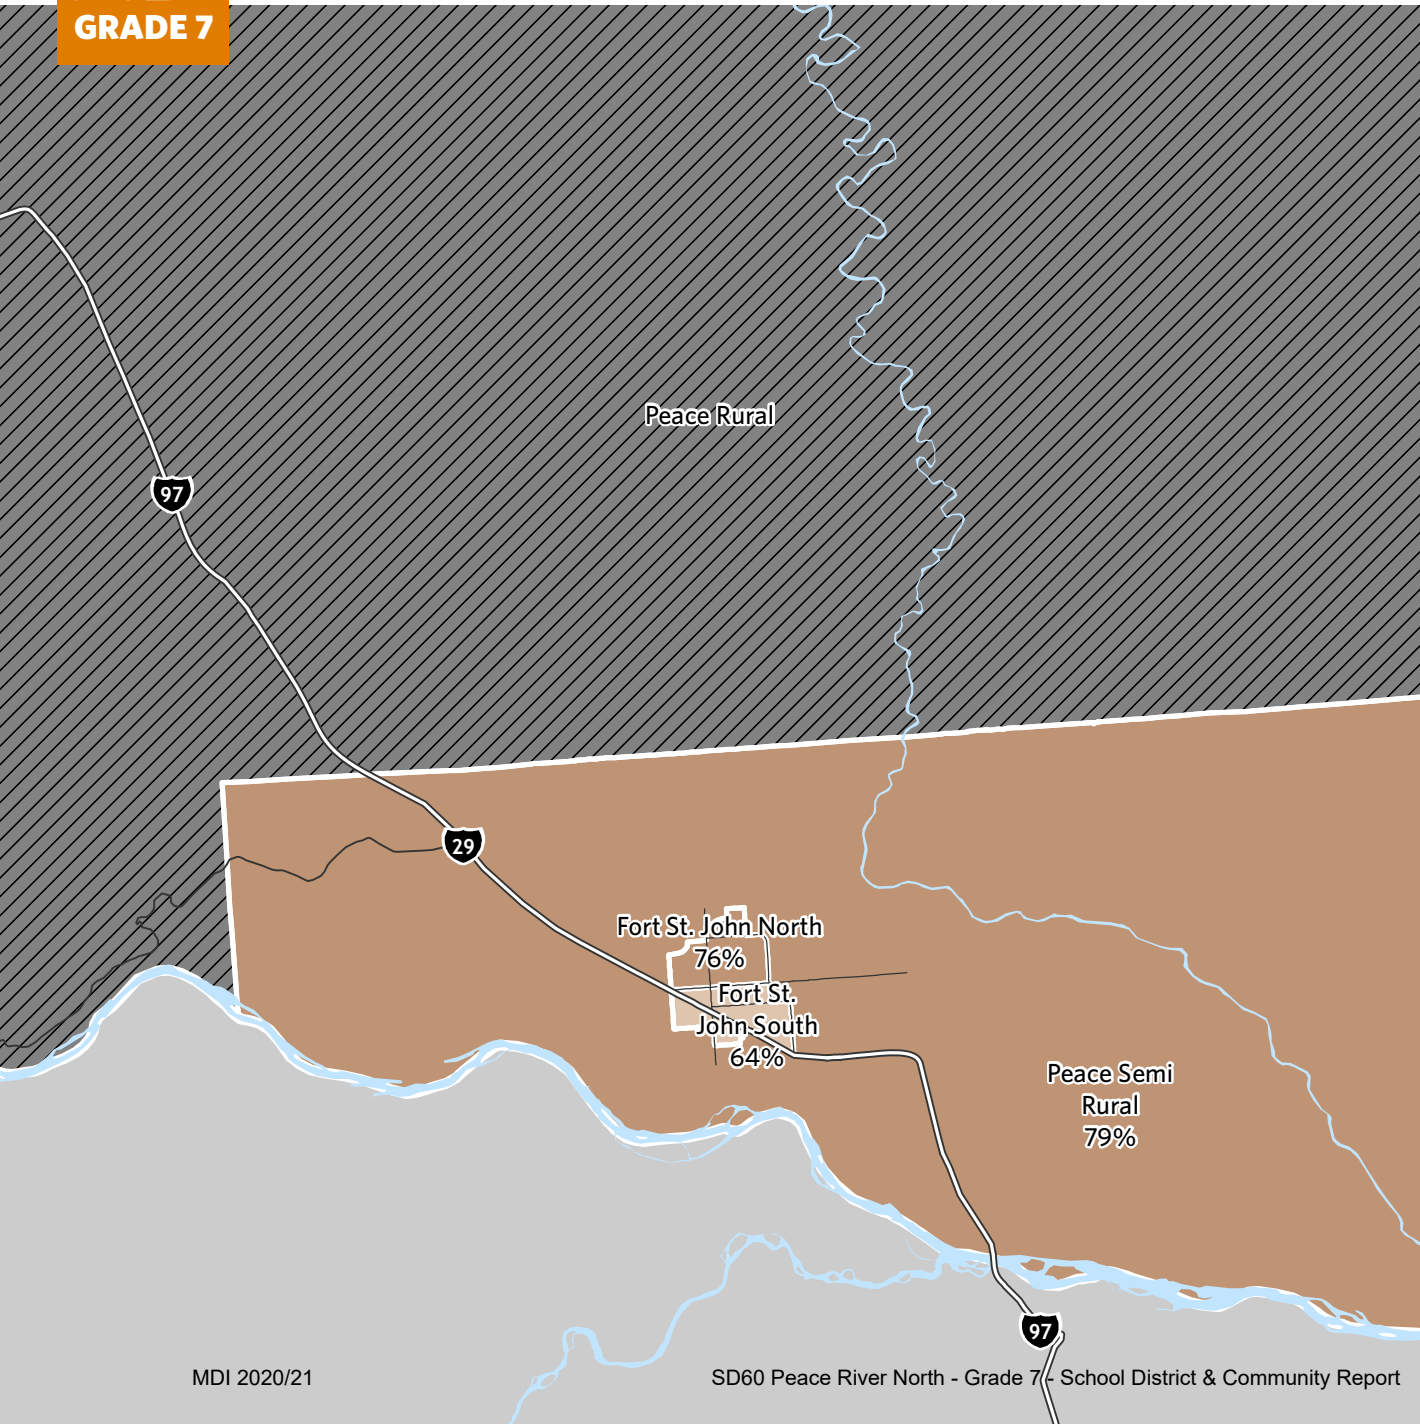 GRADE 7
Peace Rural
97
29
Fort St. John North
76%
Fort St.
John South
64%
Peace Semi
Rural
79%
97
MDI 2020/21
SD60 Peace River North - Grade 7 - School District & Community Report